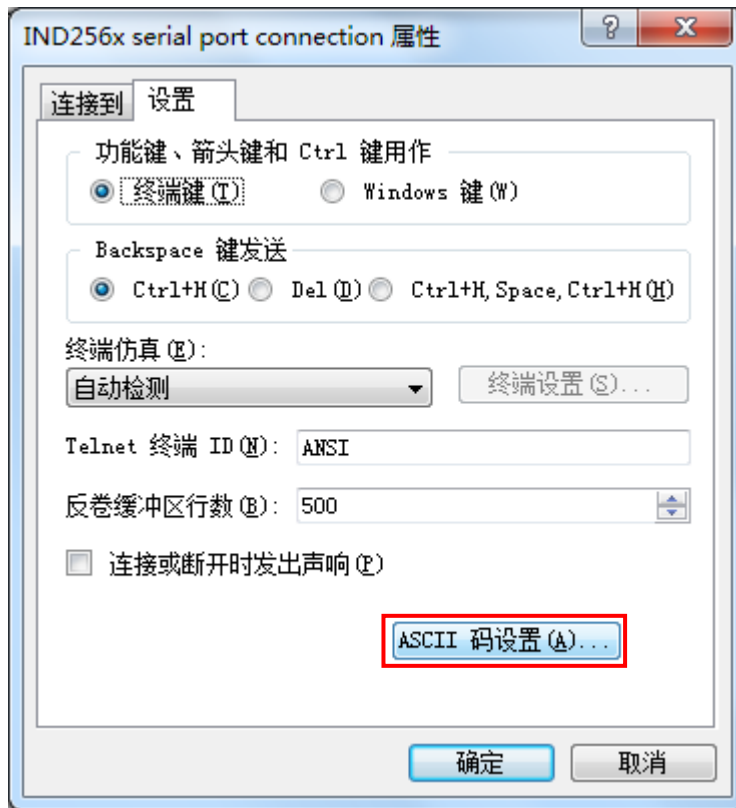 IND256x serial port connection 属性
连接到 设置
功能键、箭头键和 Ctrl 键用作
终端键(T) Windows 键(W)
Backspace 键发送
Ctrl+H(C) Del(D) Ctrl+H, Space, Ctrl+H(H)
终端仿真(E):
自动检测 终端设置(S)...
Telnet 终端 ID(N): ANSI
反卷缓冲区行数(B): 500
连接或断开时发出声响(P)
ASCII 码设置(A)...
确定 取消